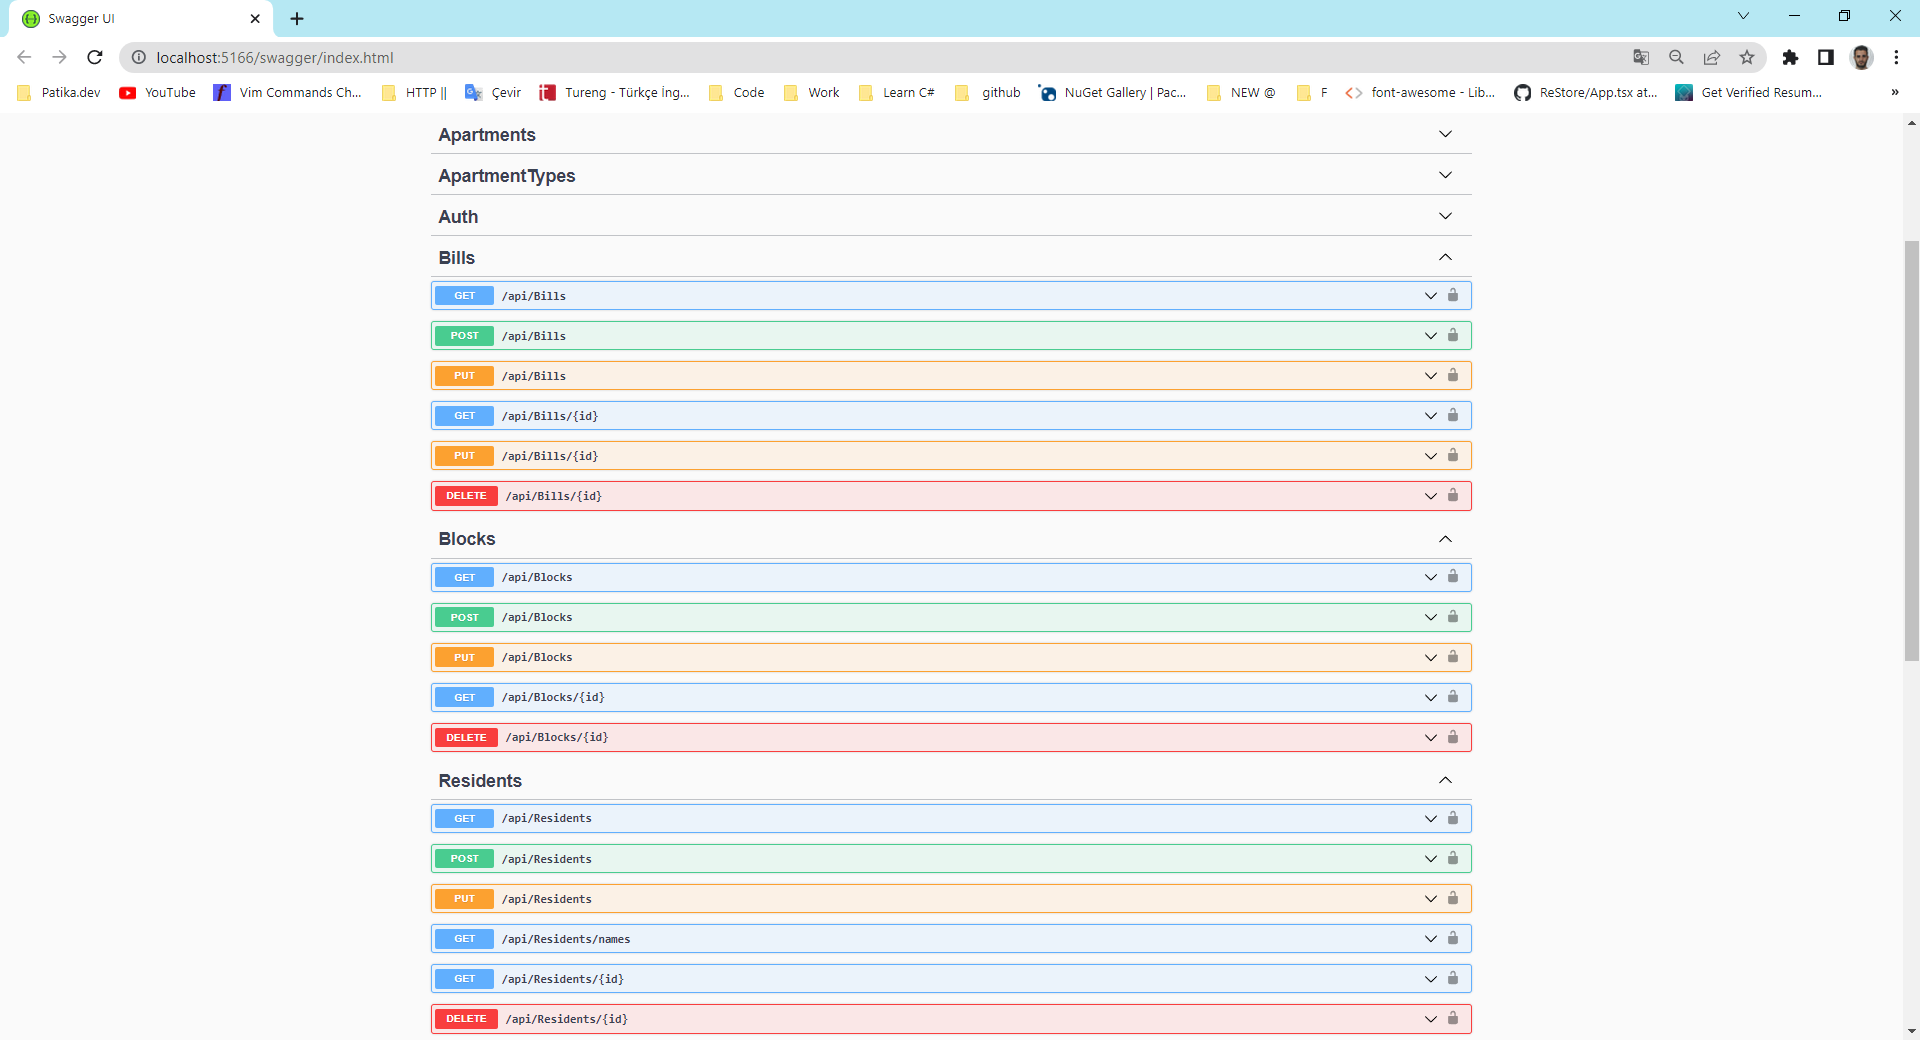 Swagger UI
localhost:5166/swagger/index.html
Patika.dev YouTube Vim Commands Ch... HTTP || Çevir Tureng - Türkçe İng... Code Work Learn C# github NuGet Gallery | Pac... NEW @ F font-awesome - Lib... ReStore/App.tsx at... Get Verified Resum... »
Apartments
ApartmentTypes
Auth
Bills
GET /api/Bills
POST /api/Bills
PUT /api/Bills
GET /api/Bills/{id}
PUT /api/Bills/{id}
DELETE /api/Bills/{id}
Blocks
GET /api/Blocks
POST /api/Blocks
PUT /api/Blocks
GET /api/Blocks/{id}
DELETE /api/Blocks/{id}
Residents
GET /api/Residents
POST /api/Residents
PUT /api/Residents
GET /api/Residents/names
GET /api/Residents/{id}
DELETE /api/Residents/{id}